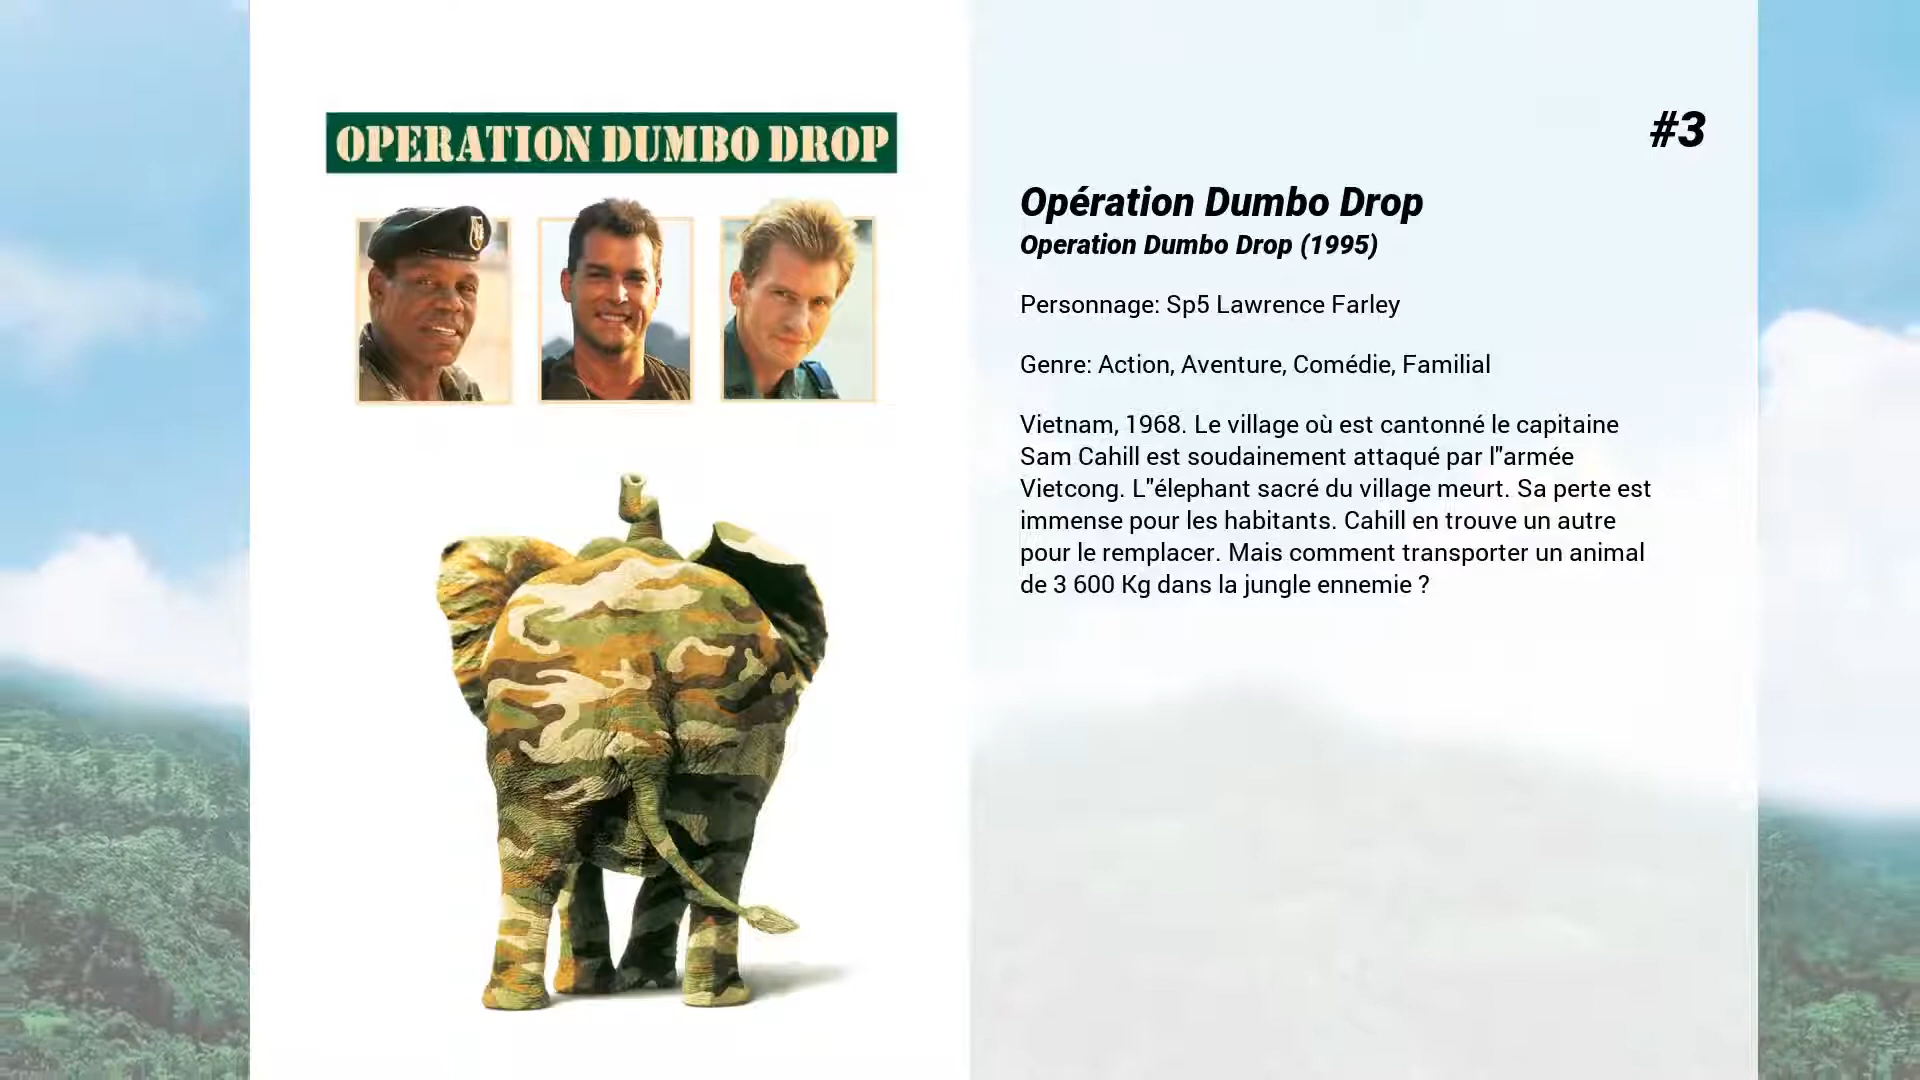 OPERATION DUMBO DROP
#3
Opération Dumbo Drop
Operation Dumbo Drop (1995)
Personnage: Sp5 Lawrence Farley
Genre: Action, Aventure, Comédie, Familial
Vietnam, 1968. Le village où est cantonné le capitaine
Sam Cahill est soudainement attaqué par l"armée
Vietcong. L"élephant sacré du village meurt. Sa perte est
immense pour les habitants. Cahill en trouve un autre
pour le remplacer. Mais comment transporter un animal
de 3 600 Kg dans la jungle ennemie ?